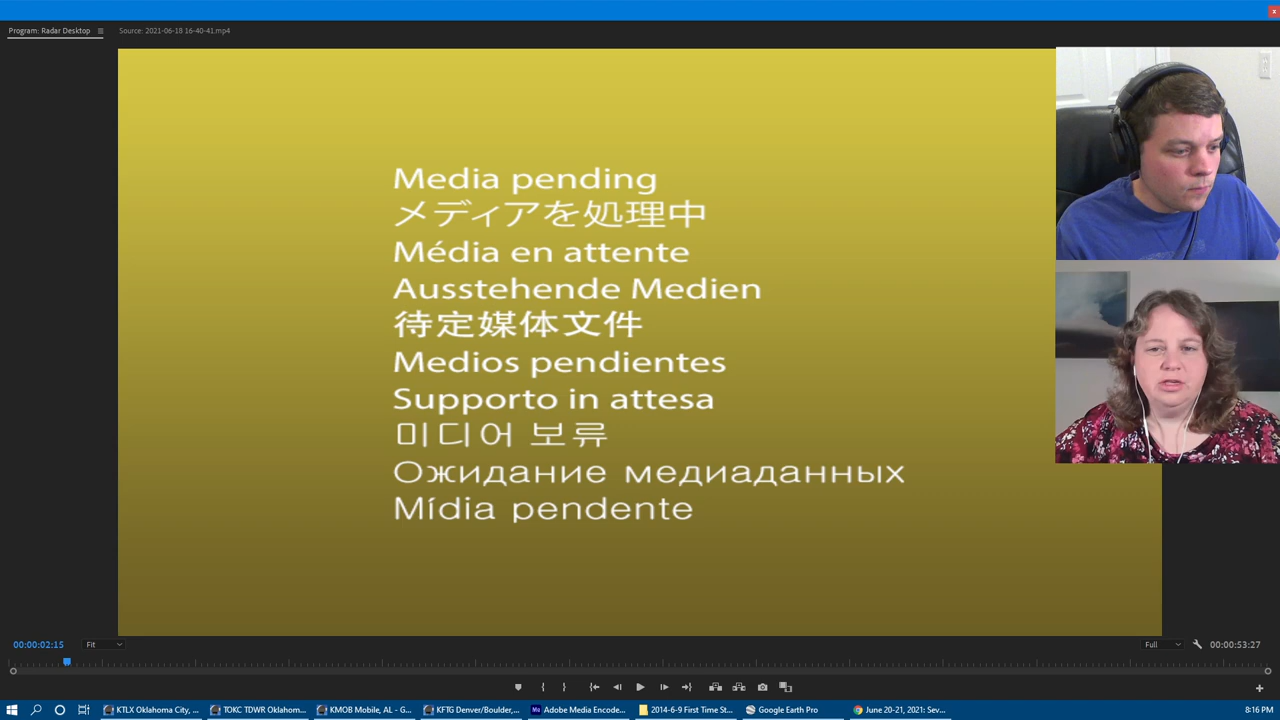 Program: Radar Desktop
Source: 2021-06-18 16-40-41.mp4
Media pending
メディアを処理中
Média en attente
Ausstehende Medien
待定媒体文件
Medios pendientes
Supporto in attesa
미디어 보류
Ожидание медиаданных
Mídia pendente
00:00:02:15
Fit
Full
00:00:53:27
KTLX Oklahoma City, ...
TOKC TDWR Oklahom...
KMOB Mobile, AL - G...
KFTG Denver/Boulder,...
Adobe Media Encode...
2014-6-9 First Time St...
Google Earth Pro
June 20-21, 2021: Sev...
8:16 PM